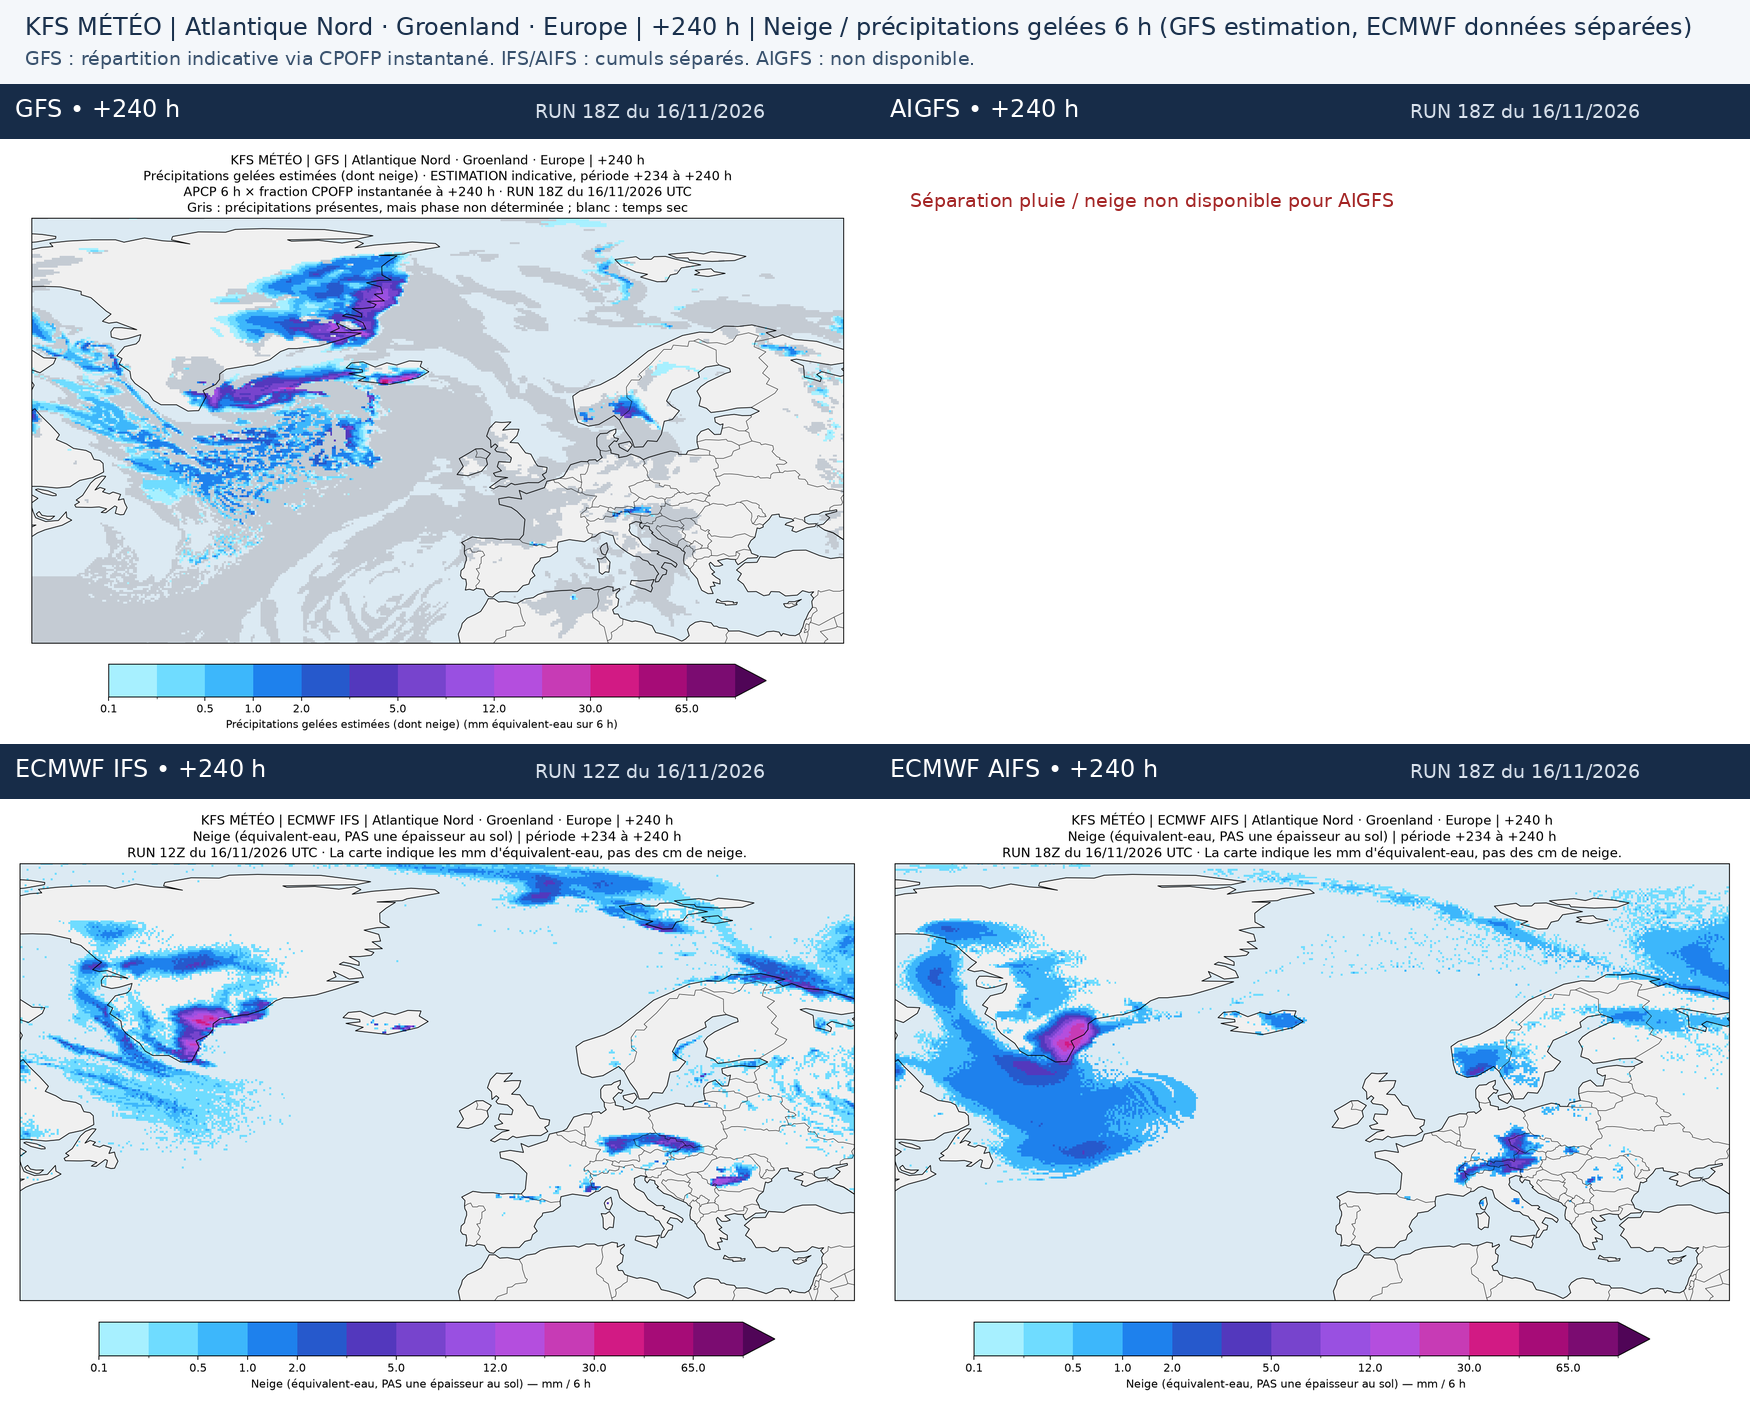 KFS MÉTÉO | Atlantique Nord · Groenland · Europe | +240 h | Neige / précipitations gelées 6 h (GFS estimation, ECMWF données séparées)
GFS : répartition indicative via CPOFP instantané. IFS/AIFS : cumuls séparés. AIGFS : non disponible.
GFS • +240 h
RUN 18Z du 16/11/2026
AIGFS • +240 h
RUN 18Z du 16/11/2026
KFS MÉTÉO | GFS | Atlantique Nord · Groenland · Europe | +240 h
Précipitations gelées estimées (dont neige) · ESTIMATION indicative, période +234 à +240 h
APCP 6 h × fraction CPOFP instantanée à +240 h · RUN 18Z du 16/11/2026 UTC
Gris : précipitations présentes, mais phase non déterminée ; blanc : temps sec
Séparation pluie / neige non disponible pour AIGFS
0.1 0.5 1.0 2.0 5.0 12.0 30.0 65.0
Précipitations gelées estimées (dont neige) (mm équivalent-eau sur 6 h)
ECMWF IFS • +240 h
RUN 12Z du 16/11/2026
ECMWF AIFS • +240 h
RUN 18Z du 16/11/2026
KFS MÉTÉO | ECMWF IFS | Atlantique Nord · Groenland · Europe | +240 h
Neige (équivalent-eau, PAS une épaisseur au sol) | période +234 à +240 h
RUN 12Z du 16/11/2026 UTC · La carte indique les mm d'équivalent-eau, pas des cm de neige.
KFS MÉTÉO | ECMWF AIFS | Atlantique Nord · Groenland · Europe | +240 h
Neige (équivalent-eau, PAS une épaisseur au sol) | période +234 à +240 h
RUN 18Z du 16/11/2026 UTC · La carte indique les mm d'équivalent-eau, pas des cm de neige.
0.1 0.5 1.0 2.0 5.0 12.0 30.0 65.0
Neige (équivalent-eau, PAS une épaisseur au sol) — mm / 6 h
0.1 0.5 1.0 2.0 5.0 12.0 30.0 65.0
Neige (équivalent-eau, PAS une épaisseur au sol) — mm / 6 h